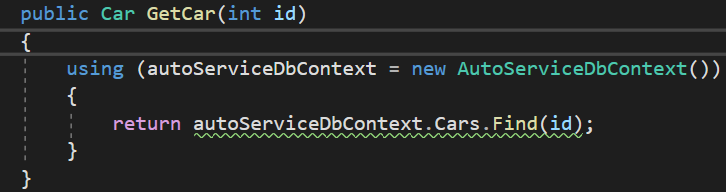 public Car GetCar(int id)
{
using (autoServiceDbContext = new AutoServiceDbContext())
{
return autoServiceDbContext.Cars.Find(id);
}
}